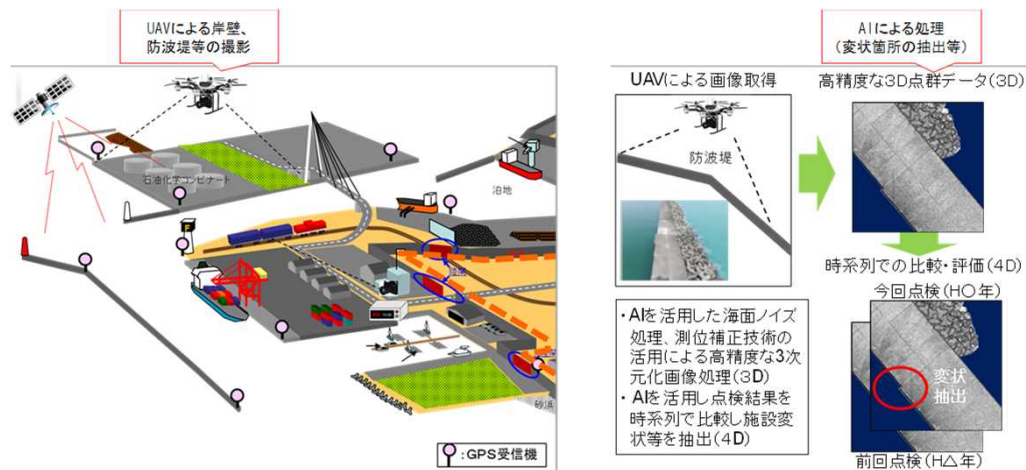 UAVによる岸壁、
防波堤等の撮影
石油化学コンビナート
泊地
F
砂浜
:GPS受信機
AIによる処理
(変状箇所の抽出等)
UAVによる画像取得
防波堤
高精度な3D点群データ(3D)
時系列での比較・評価(4D)
今回点検(H〇年)
変状
抽出
前回点検(H△年)
・AIを活用した海面ノイズ
処理、測位補正技術の
活用による高精度な3次
元化画像処理(3D)
・AIを活用し点検結果を
時系列で比較し施設変
状等を抽出(4D)